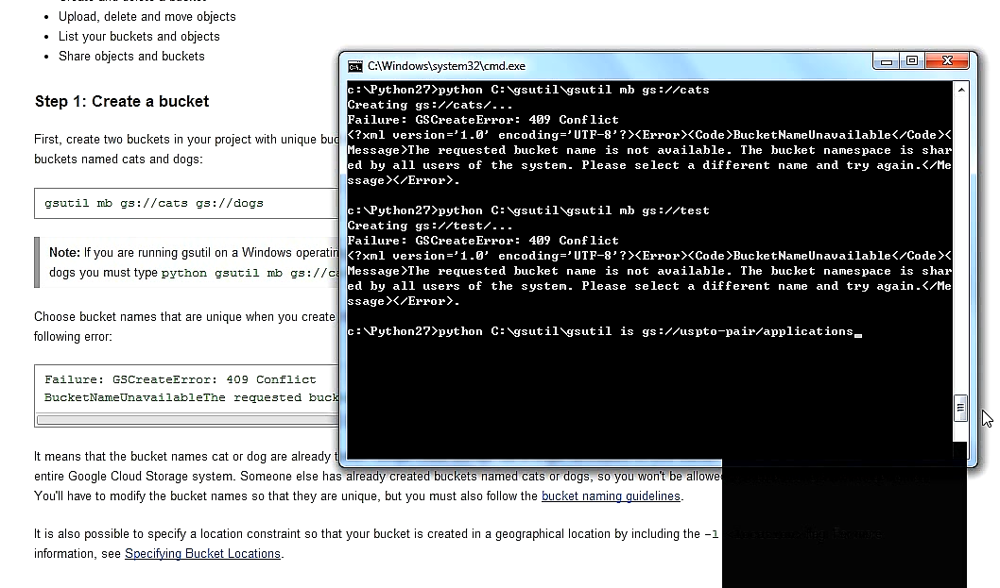 Upload, delete and move objects
List your buckets and objects
Share objects and buckets
Step 1: Create a bucket
First, create two buckets in your project with unique
buckets named cats and dogs:
gsutil mb gs://cats gs://dogs
Note: If you are running gsutil on a Windows
dogs you must type python gsutil mb
Choose bucket names that are unique when you create
following error:
Failure: GSCreateError: 409 Conflict
BucketNameUnavailableThe requested
It means that the bucket names cat or dog are already
entire Google Cloud Storage system. Someone else has already created buckets named cats or dogs, so you won't be
You'll have to modify the bucket names so that they are unique, but you must also follow the bucket naming guidelines.
It is also possible to specify a location constraint so that your bucket is created in a geographical location by including the -l
information, see Specifying Bucket Locations.
C:\Windows\system32\cmd.exe
c:\Python27>python C:\gsutil\gsutil mb gs://cats
Creating gs://cats/...
Failure: GSCreateError: 409 Conflict
<?xml version='1.0' encoding='UTF-8'?><Error><Code>BucketNameUnavailable</Code><
Message>The requested bucket name is not available. The bucket namespace is shar
ed by all users of the system. Please select a different name and try again.</Me
ssage></Error>.
c:\Python27>python C:\gsutil\gsutil mb gs://test
Creating gs://test/...
Failure: GSCreateError: 409 Conflict
<?xml version='1.0' encoding='UTF-8'?><Error><Code>BucketNameUnavailable</Code><
Message>The requested bucket name is not available. The bucket namespace is shar
ed by all users of the system. Please select a different name and try again.</Me
ssage></Error>.
c:\Python27>python C:\gsutil\gsutil is gs://uspto-pair/applications_